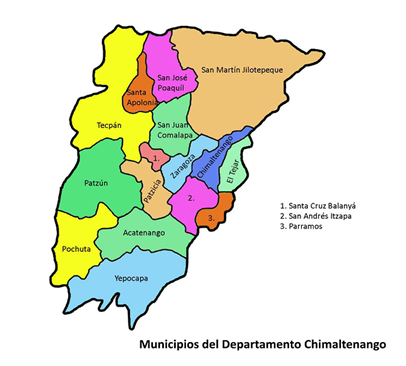 San José
Poaquil
San Martín Jilotepeque
Santa
Apolonia
Tecpán
San Juan
Comalapa
1.
Zaragoza
Chimaltenango
El Tejar
Patzún
Patzicía
2.
3.
1. Santa Cruz Balanyá
2. San Andrés Itzapa
3. Parramos
Pochuta
Acatenango
Yepocapa
Municipios del Departamento Chimaltenango